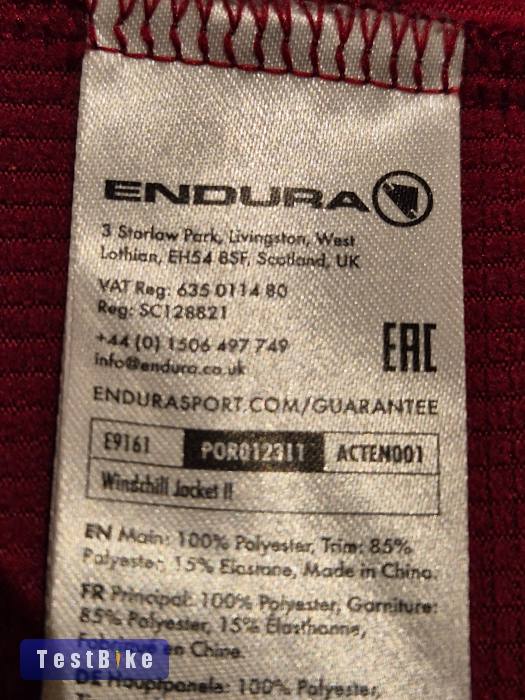 ENDURA
3 Starlaw Park, Livingston, West
Lothian, EH54 8SF, Scotland, UK
VAT Reg: 635 0114 80
Reg: SC128821
+44 (0) 1506 497 749
info@endura.co.uk
EAC
ENDURASPORT.COM/GUARANTEE
E9161 POR012311 ACTEN001
Windchill Jacket II
EN Main: 100% Polyester, Trim: 85%
Polyester, 15% Elastane, Made in China.
FR Principal: 100% Polyester, Garniture:
85% Polyester, 15% Élasthanne,
en Chine.
TestBike
DE Hauptpanele: 100% Polyester,